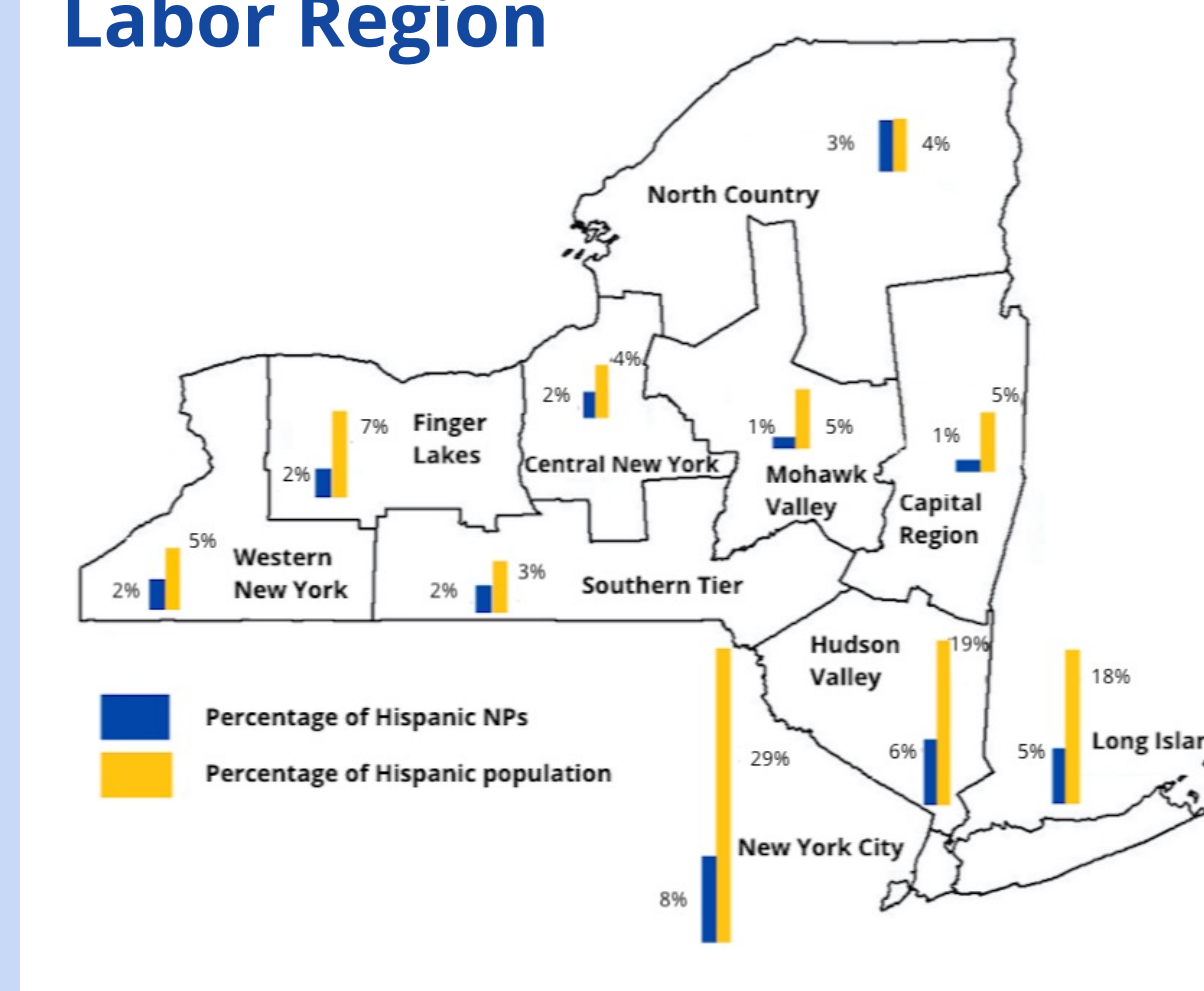 Labor Region
3% 4%
North Country
4%
2%
5%
1% 5%
1%
7%
2%
Finger
Lakes
Central New York
Mohawk
Valley
Capital
Region
5%
2%
Western
New York
2% 3%
Southern Tier
Hudson
Valley
19%
6%
18%
5%
Long Islan
29%
8%
New York City
Percentage of Hispanic NPs
Percentage of Hispanic population